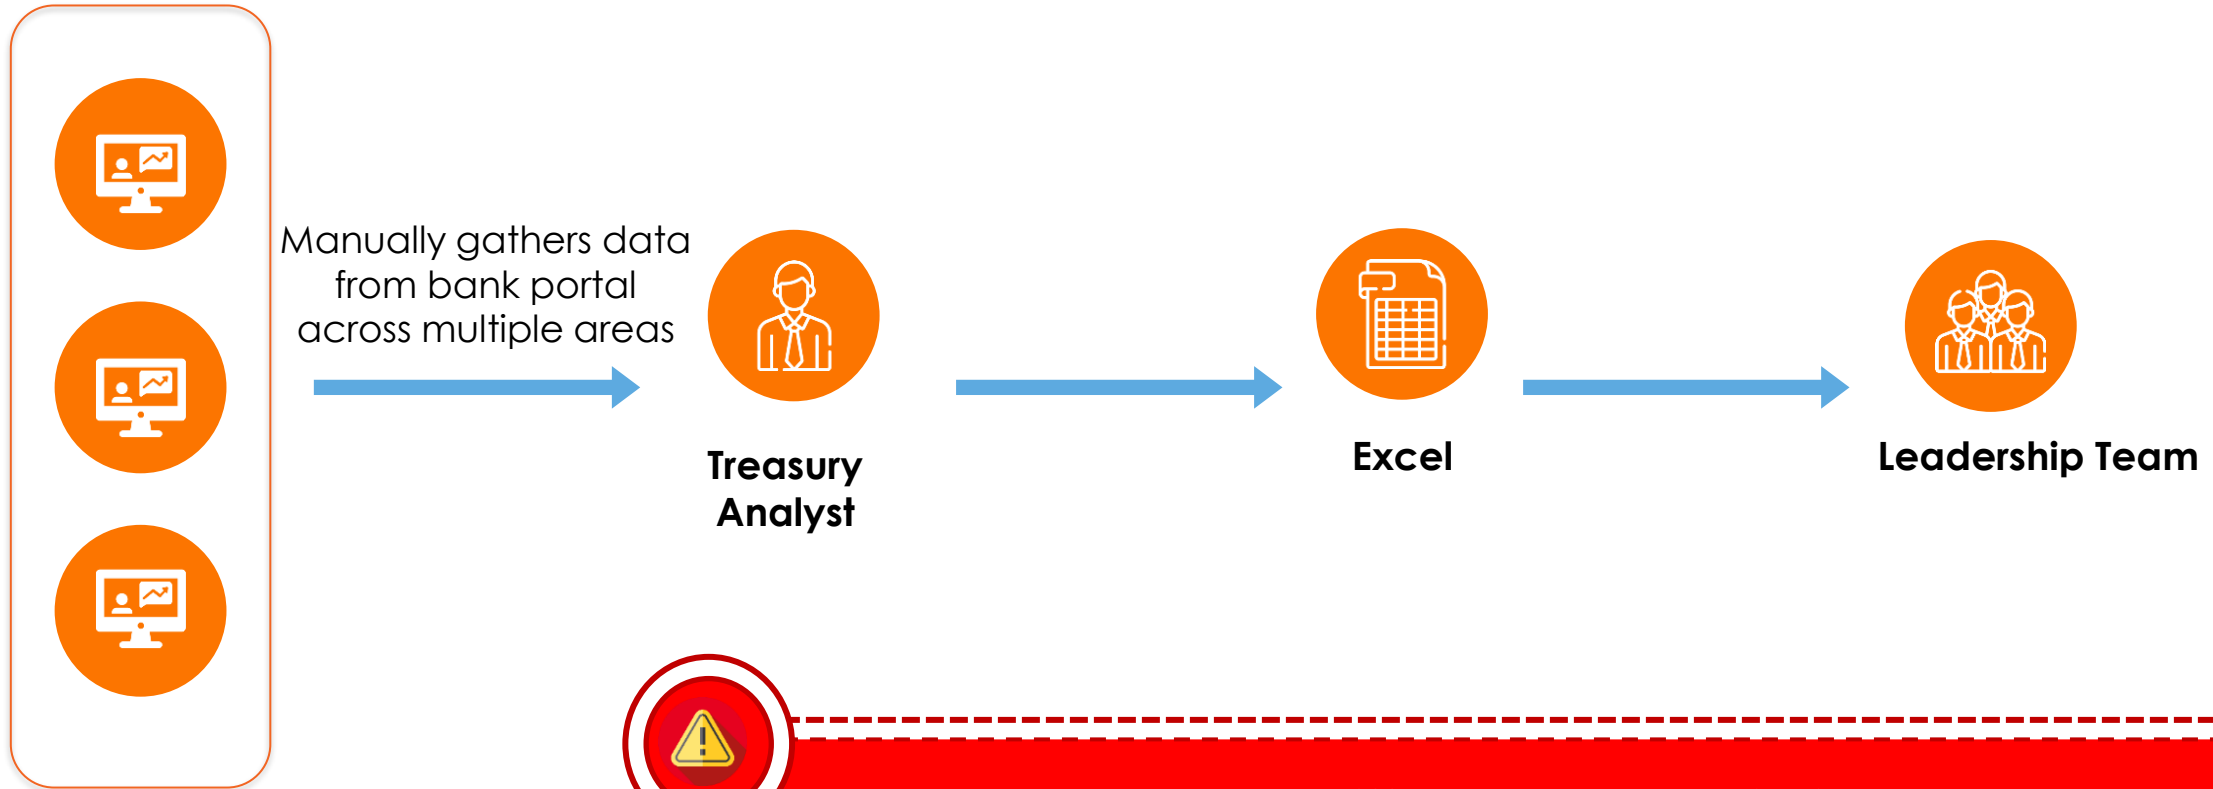 Manually gathers data
from bank portal
across multiple areas
Treasury
Analyst
Excel
Leadership Team